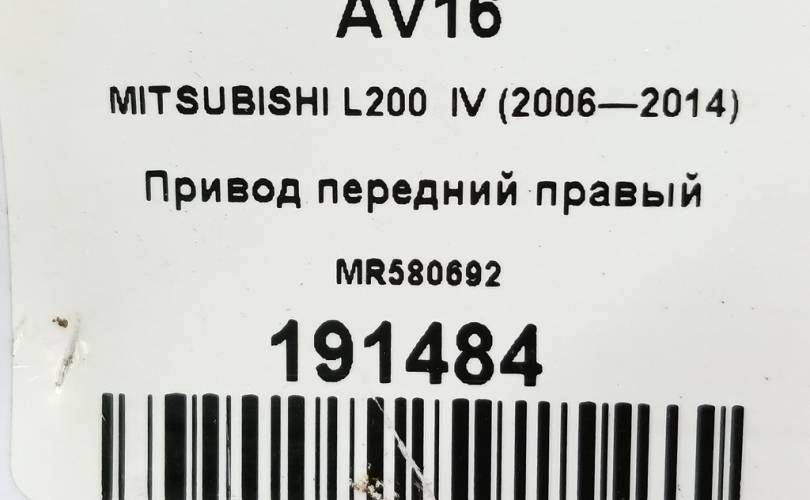 AV16
MITSUBISHI L200 IV (2006—2014)
Привод передний правый
MR580692
191484